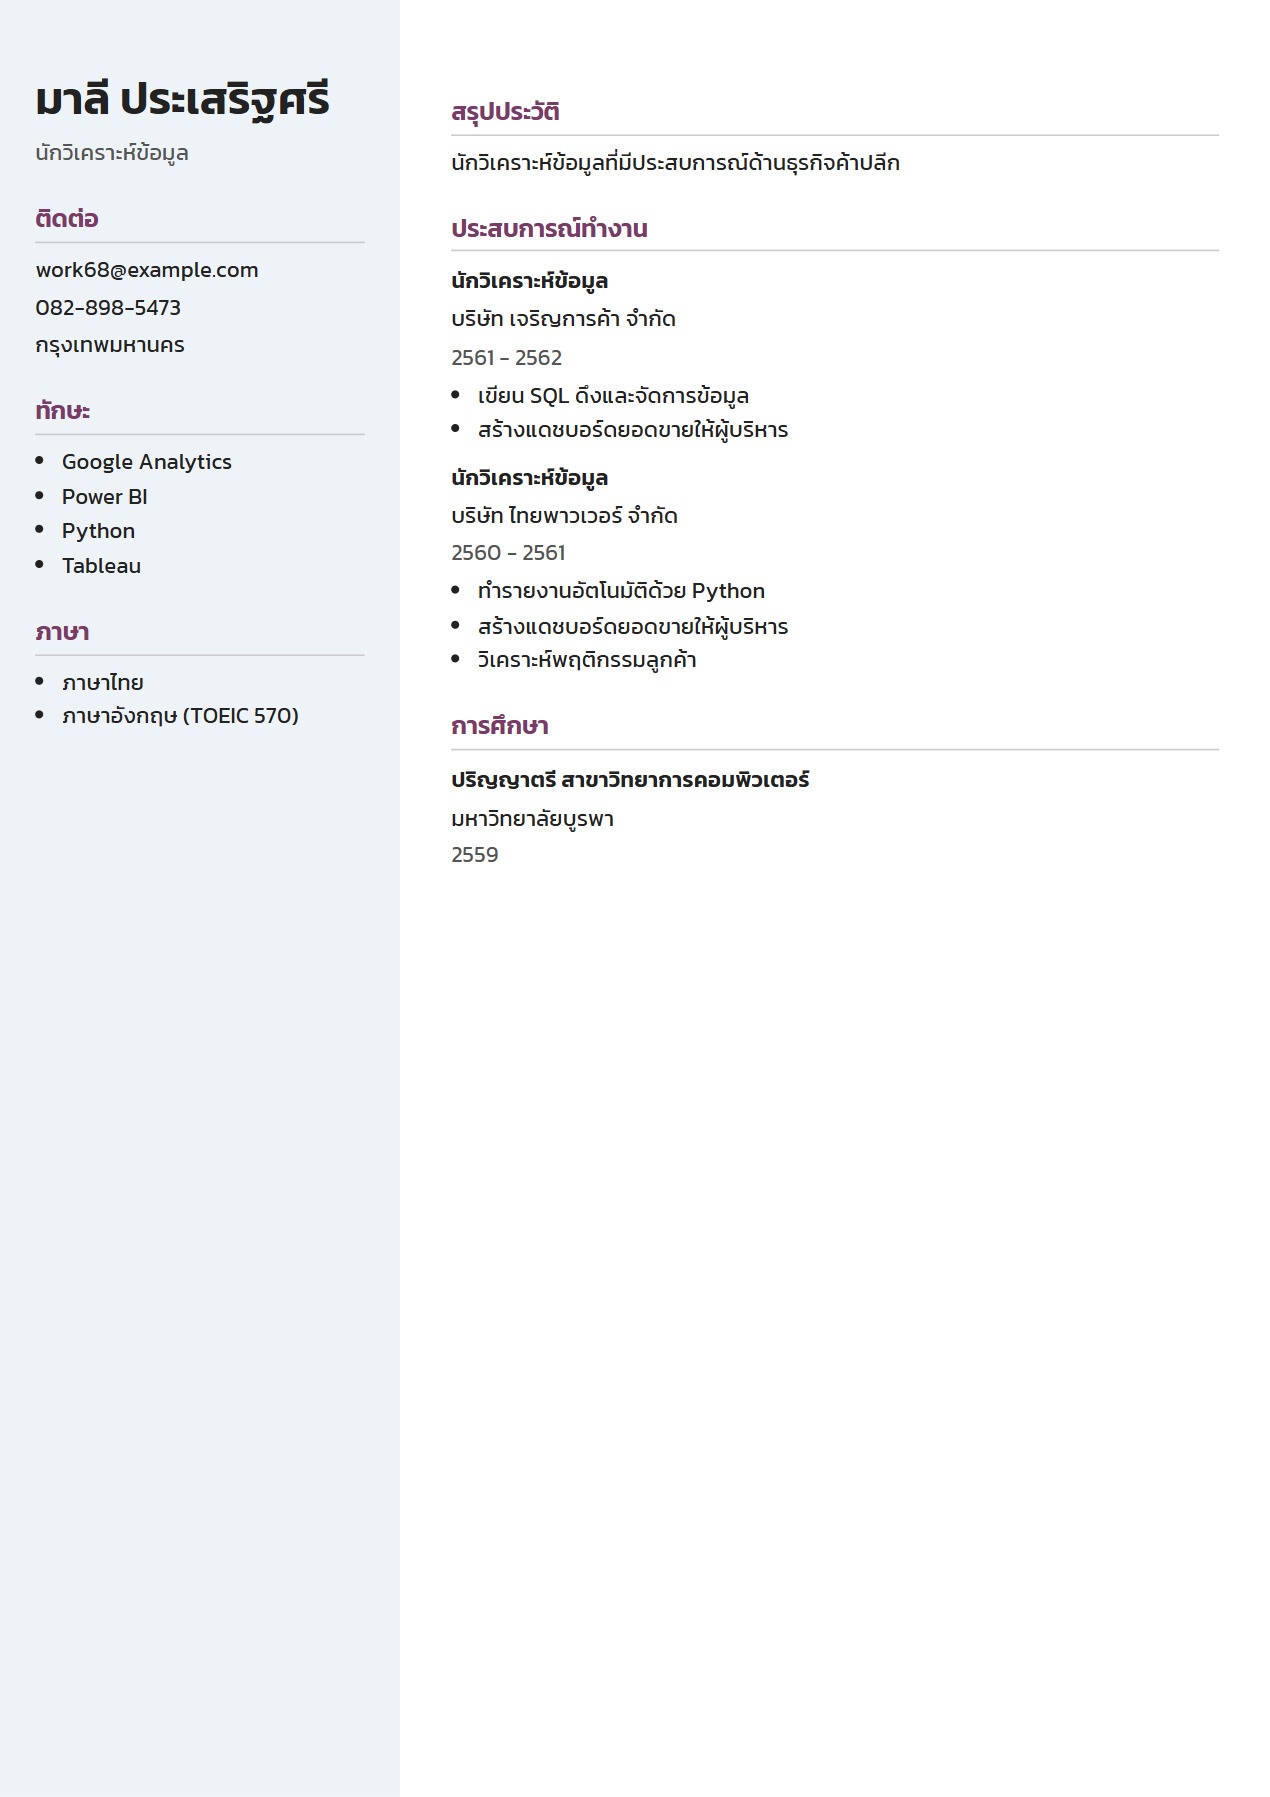 มาลี ประเสริฐศรี
นักวิเคราะห์ข้อมูล
ติดต่อ
work68@example.com
082-898-5473
กรุงเทพมหานคร
ทักษะ
• Google Analytics
• Power BI
• Python
• Tableau
ภาษา
• ภาษาไทย
• ภาษาอังกฤษ (TOEIC 570)
สรุปประวัติ
นักวิเคราะห์ข้อมูลที่มีประสบการณ์ด้านธุรกิจค้าปลีก
ประสบการณ์ทำงาน
นักวิเคราะห์ข้อมูล
บริษัท เจริญการค้า จำกัด
2561 – 2562
• เขียน SQL ดึงและจัดการข้อมูล
• สร้างแดชบอร์ดยอดขายให้ผู้บริหาร
นักวิเคราะห์ข้อมูล
บริษัท ไทยพาวเวอร์ จำกัด
2560 – 2561
• ทำรายงานอัตโนมัติด้วย Python
• สร้างแดชบอร์ดยอดขายให้ผู้บริหาร
• วิเคราะห์พฤติกรรมลูกค้า
การศึกษา
ปริญญาตรี สาขาวิทยาการคอมพิวเตอร์
มหาวิทยาลัยบูรพา
2559